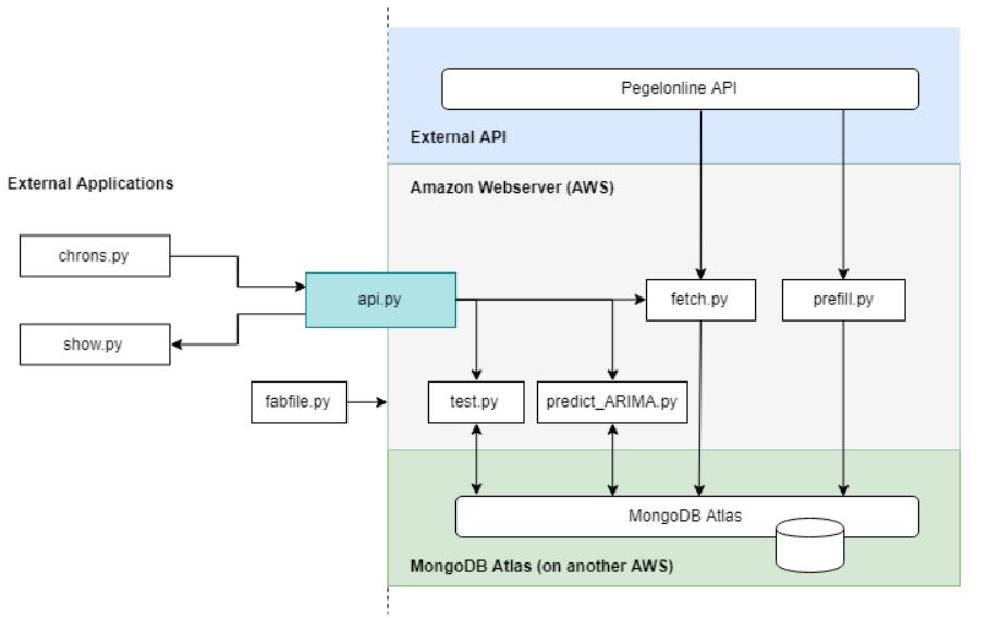 Pegelonline API
External API
External Applications
Amazon Webserver (AWS)
chrons.py
api.py
fetch.py
prefill.py
show.py
fabfile.py
test.py
predict_ARIMA.py
MongoDB Atlas
MongoDB Atlas (on another AWS)